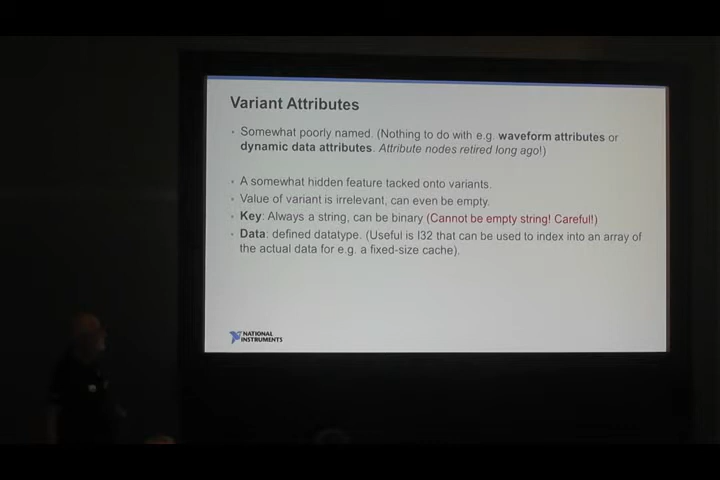 Variant Attributes
Somewhat poorly named. (Nothing to do with e.g. waveform attributes or
dynamic data attributes. Attribute nodes retired long ago!)
A somewhat hidden feature tacked onto variants.
Value of variant is irrelevant, can even be empty.
Key: Always a string, can be binary (Cannot be empty string! Careful!)
Data: defined datatype. (Useful is I32 that can be used to index into an array of
the actual data for e.g. a fixed-size cache).
NATIONAL
INSTRUMENTS